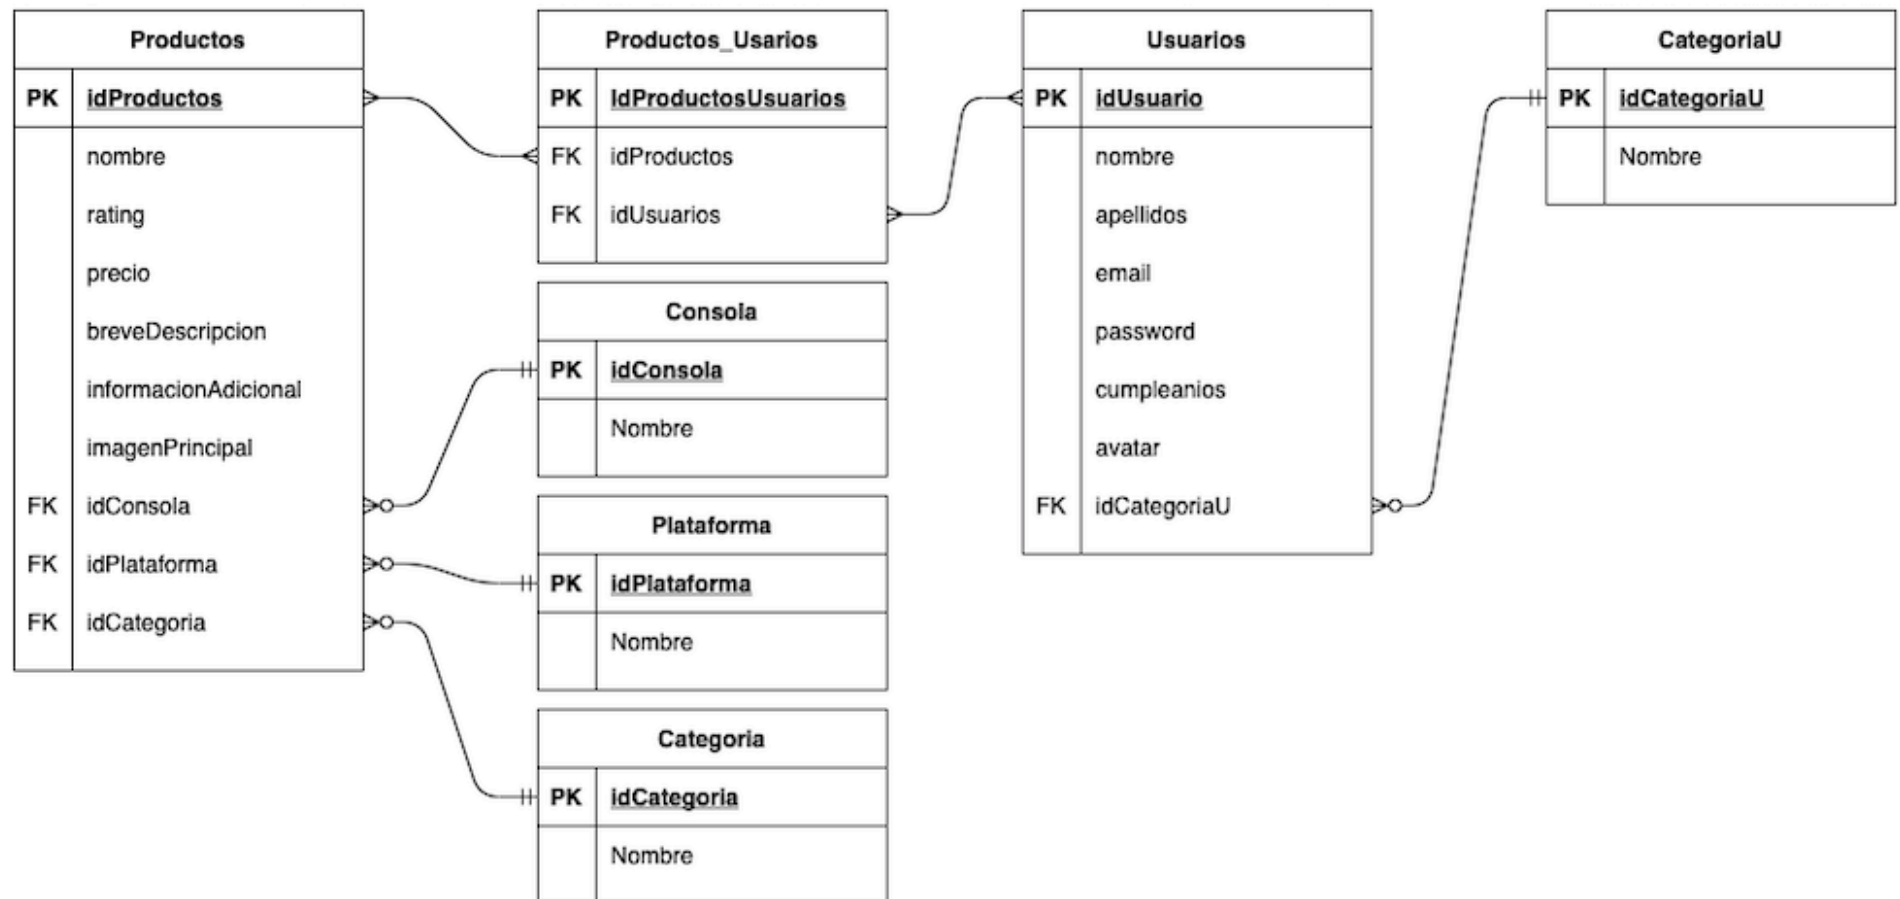 Productos
PK idProductos
nombre
rating
precio
breveDescripcion
informacionAdicional
imagenPrincipal
FK idConsola
FK idPlataforma
FK idCategoria
Productos_Usarios
PK IdProductosUsuarios
FK idProductos
FK idUsuarios
Consola
PK idConsola
Nombre
Plataforma
PK idPlataforma
Nombre
Categoria
PK idCategoria
Nombre
Usuarios
PK idUsuario
nombre
apellidos
email
password
cumpleanios
avatar
FK idCategoriaU
CategoriaU
PK idCategoriaU
Nombre